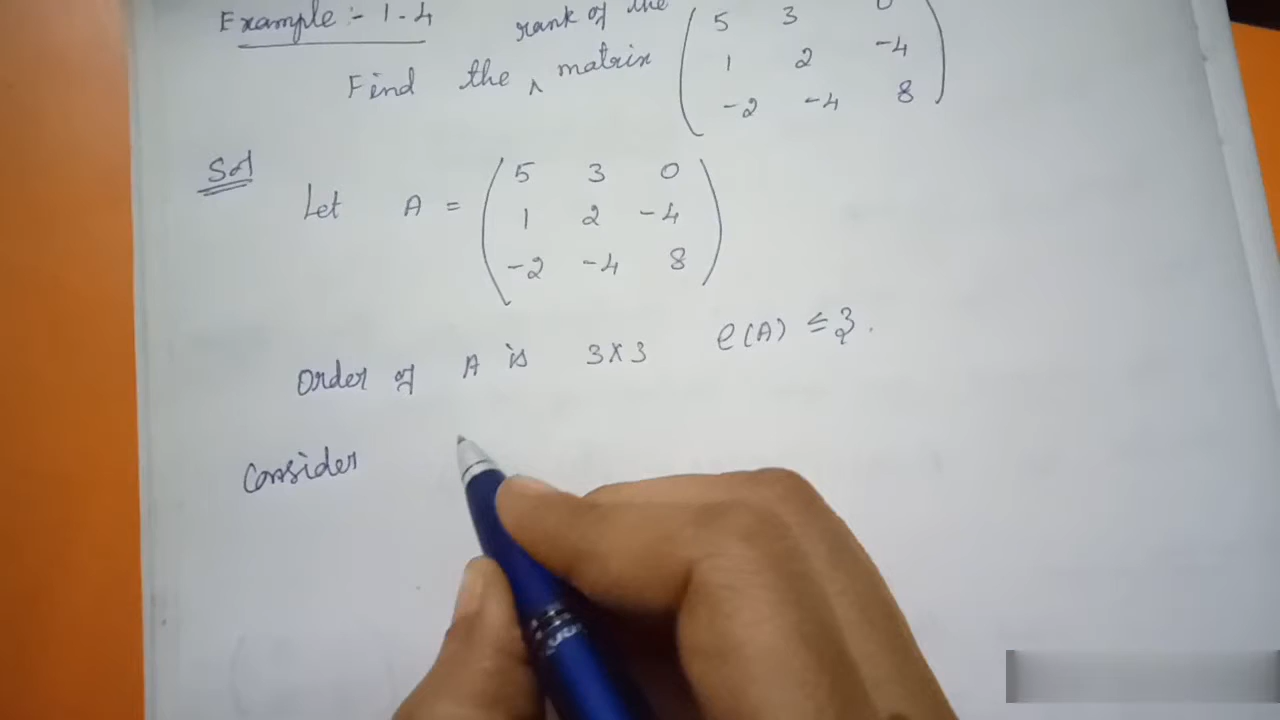 Example :- 1.4
Find the ^ rank of the matrix
5 3 0
1 2 -4
-2 -4 8
Sol
Let A = 5 3 0
1 2 -4
-2 -4 8
Order of A is 3×3 ρ(A) ≤ 3.
Consider